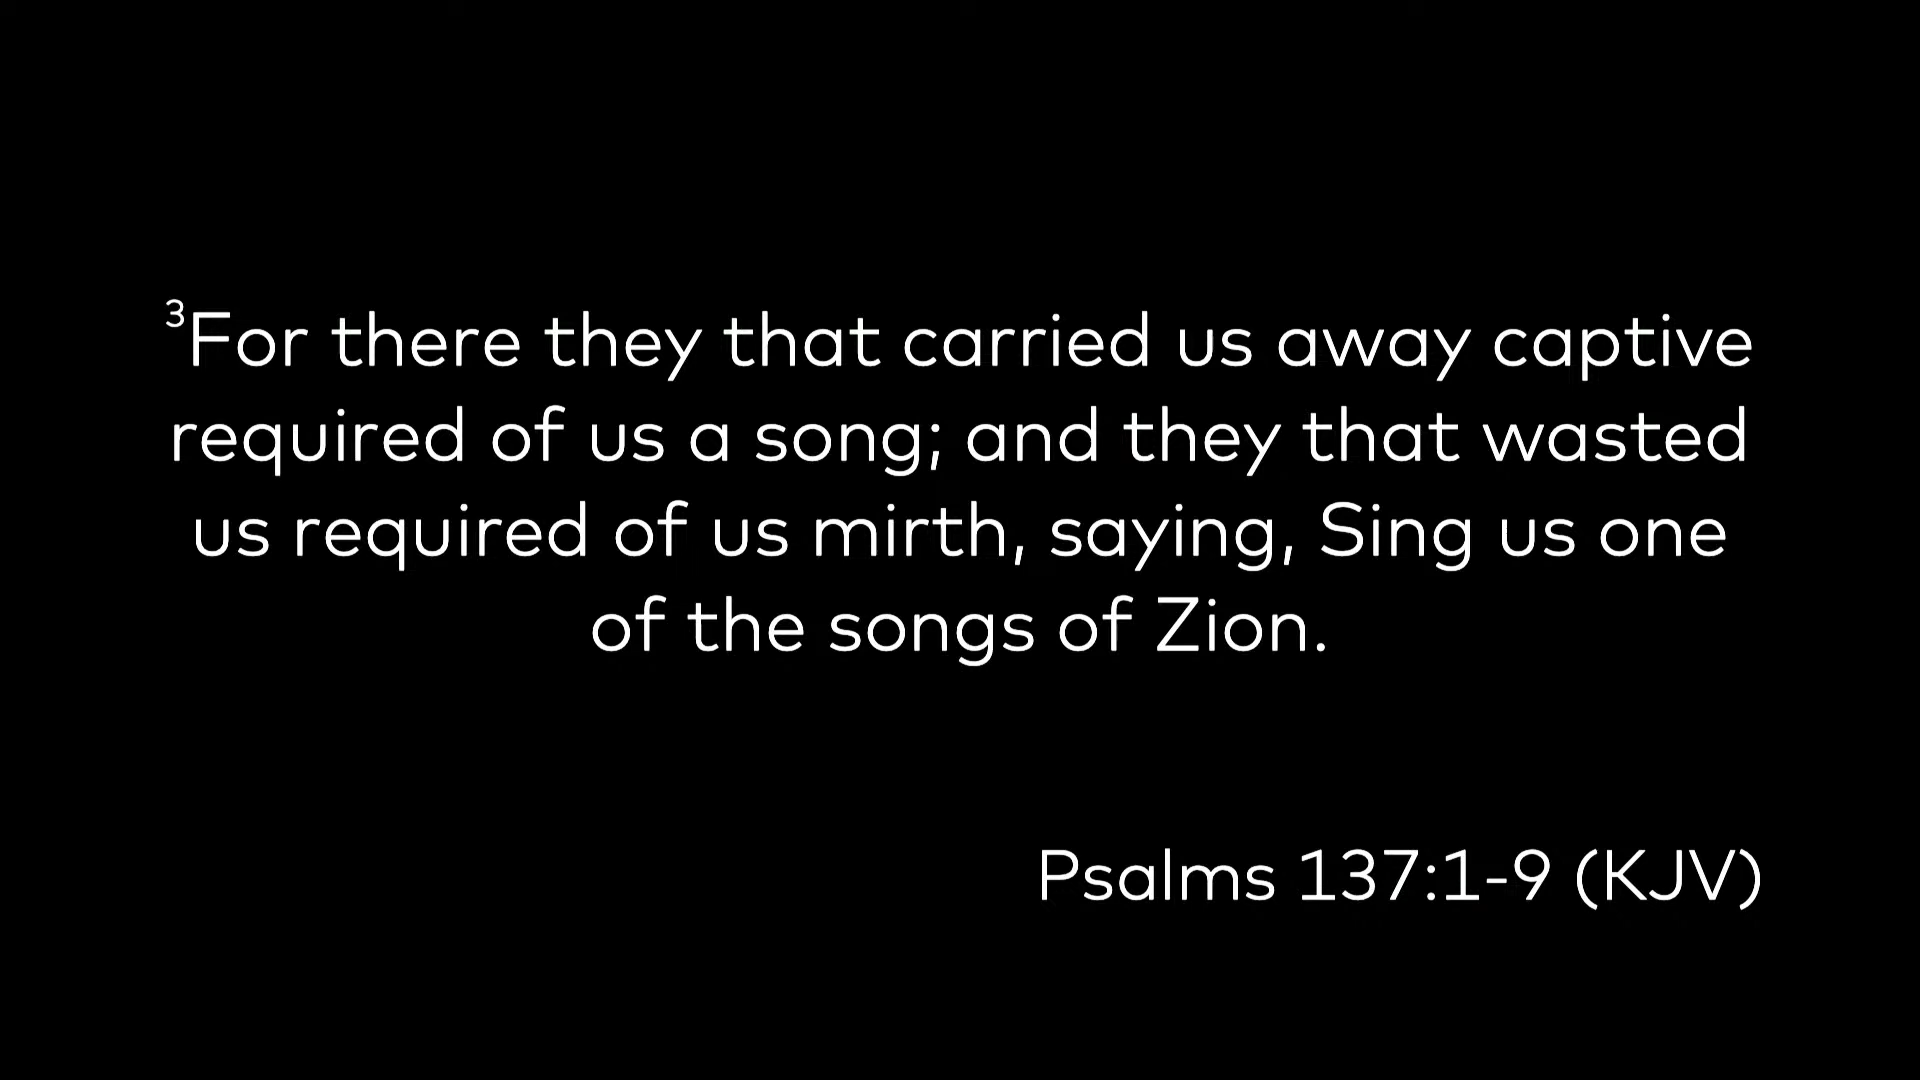 ³For there they that carried us away captive
required of us a song; and they that wasted
us required of us mirth, saying, Sing us one
of the songs of Zion.
Psalms 137:1-9 (KJV)